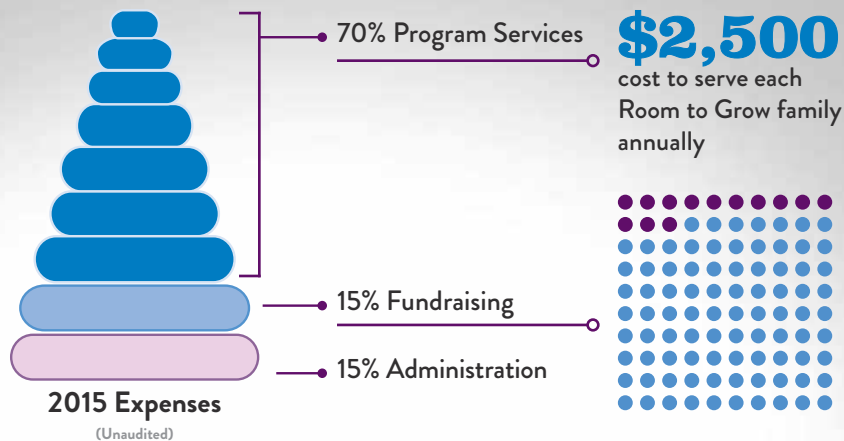 70% Program Services
$2,500
cost to serve each
Room to Grow family
annually
15% Fundraising
15% Administration
2015 Expenses
(Unaudited)